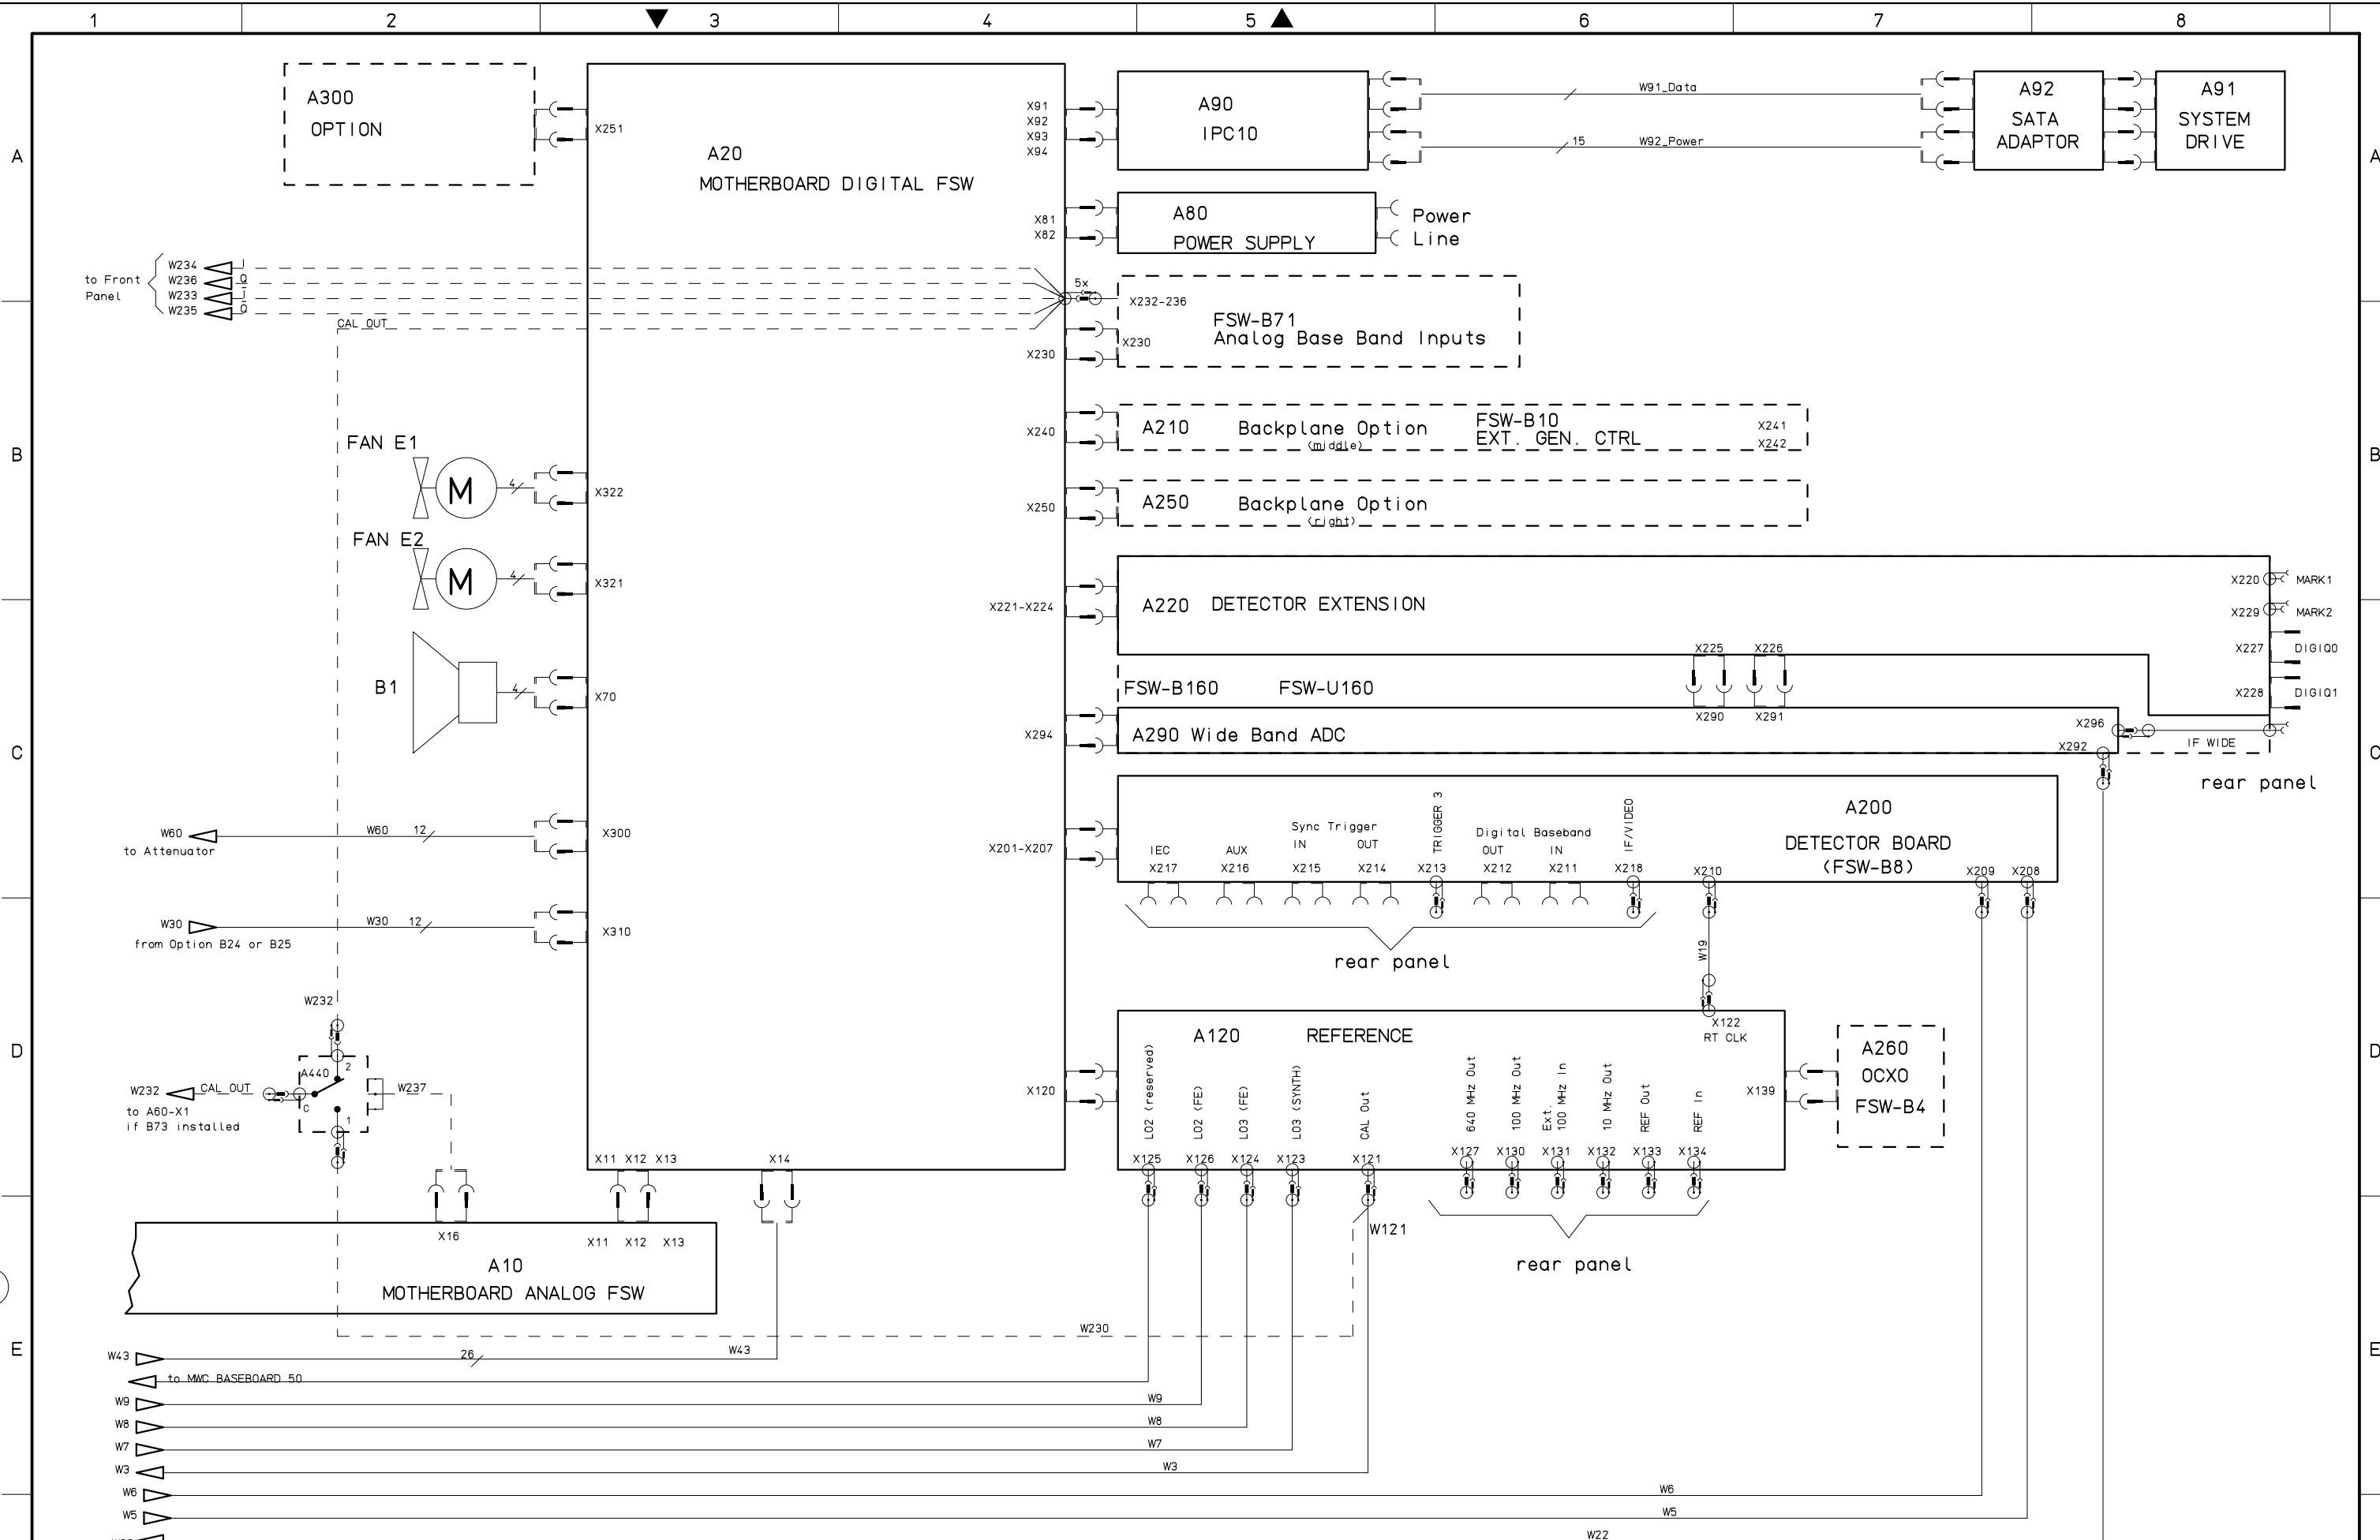 1 2 3 4 5 6 7 8
A
A
A300
OPTION
X251
A20
MOTHERBOARD DIGITAL FSW
X91
X92
X93
X94
A90
IPC10
W91_Data
15 W92_Power
A92
SATA
ADAPTOR
A91
SYSTEM
DRIVE
X81
X82
A80
POWER SUPPLY
Power
Line
to Front
Panel
W234 I
W236 Q
W233 I
W235 Q
CAL OUT
5x
X232-236
FSW-B71
Analog Base Band Inputs
X230
X230
B
B
X240
A210 Backplane Option
(middle)
FSW-B10
EXT. GEN. CTRL
X241
X242
FAN E1
M
4
X322
X250
A250 Backplane Option
(right)
FAN E2
M
4
X321
X221-X224
A220 DETECTOR EXTENSION
X220 MARK1
X229 MARK2
X227 DIGIQ0
X228 DIGIQ1
X225 X226
B1
4
X70
FSW-B160 FSW-U160
X290 X291
C
C
X294
A290 Wide Band ADC
X296
X292
IF WIDE
rear panel
W60
to Attenuator
W60 12
X300
X201-X207
A200
DETECTOR BOARD
(FSW-B8)
IEC
X217
AUX
X216
Sync Trigger
IN OUT
X215 X214
TRIGGER 3
X213
Digital Baseband
OUT IN
X212 X211
IF/VIDEO
X218
X210
X209 X208
rear panel
W30
from Option B24 or B25
W30 12
X310
W19
W232
D
D
A440
2
C
1
W232
CAL OUT
to A60-X1
if B73 installed
W237
X120
A120 REFERENCE
X122
RT CLK
LO2 (reserved)
LO2 (FE)
LO3 (FE)
LO3 (SYNTH)
CAL Out
640 MHz Out
100 MHz Out
Ext.
100 MHz In
10 MHz Out
REF Out
REF In
X125 X126 X124 X123 X121 X127 X130 X131 X132 X133 X134
X139
A260
OCXO
FSW-B4
X11 X12 X13 X14
X16
X11 X12 X13
A10
MOTHERBOARD ANALOG FSW
W121
rear panel
E
E
W230
W43 26 W43
to MWC BASEBOARD 50
W9 W9
W8 W8
W7 W7
W3 W3
W6 W6
W5 W5
W22